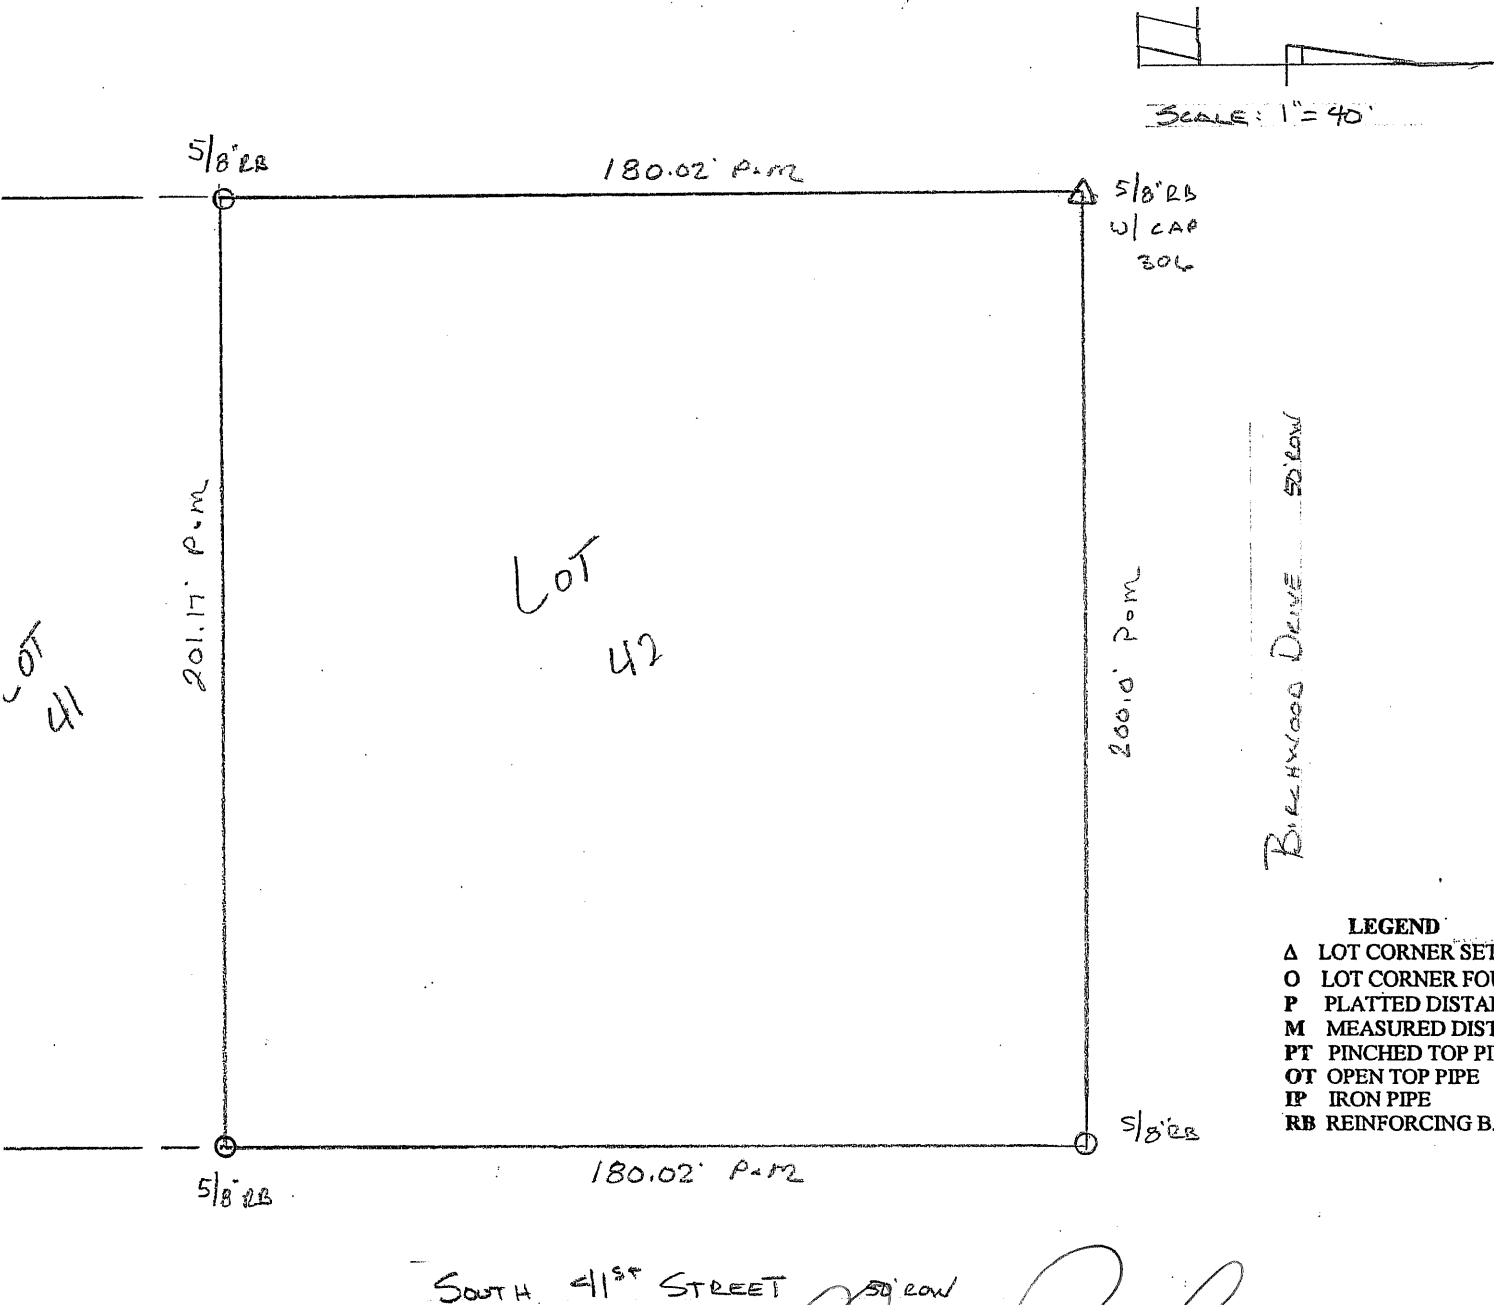 SCALE: 1"=40'
5/8"RB
180.02' P&M
5/8"RB
W/ CAP
306
201.17' P&M
LOT
42
LOT
41
200.0' P&M
BIRCHWOOD DRIVE 50'ROW
LEGEND
Δ LOT CORNER SET
O LOT CORNER FOU
P PLATTED DISTA
M MEASURED DIST
PT PINCHED TOP PI
OT OPEN TOP PIPE
IP IRON PIPE
RB REINFORCING B
5/8"RB
180.02' P&M
5/8"RB
SOUTH 41ST STREET 50'ROW